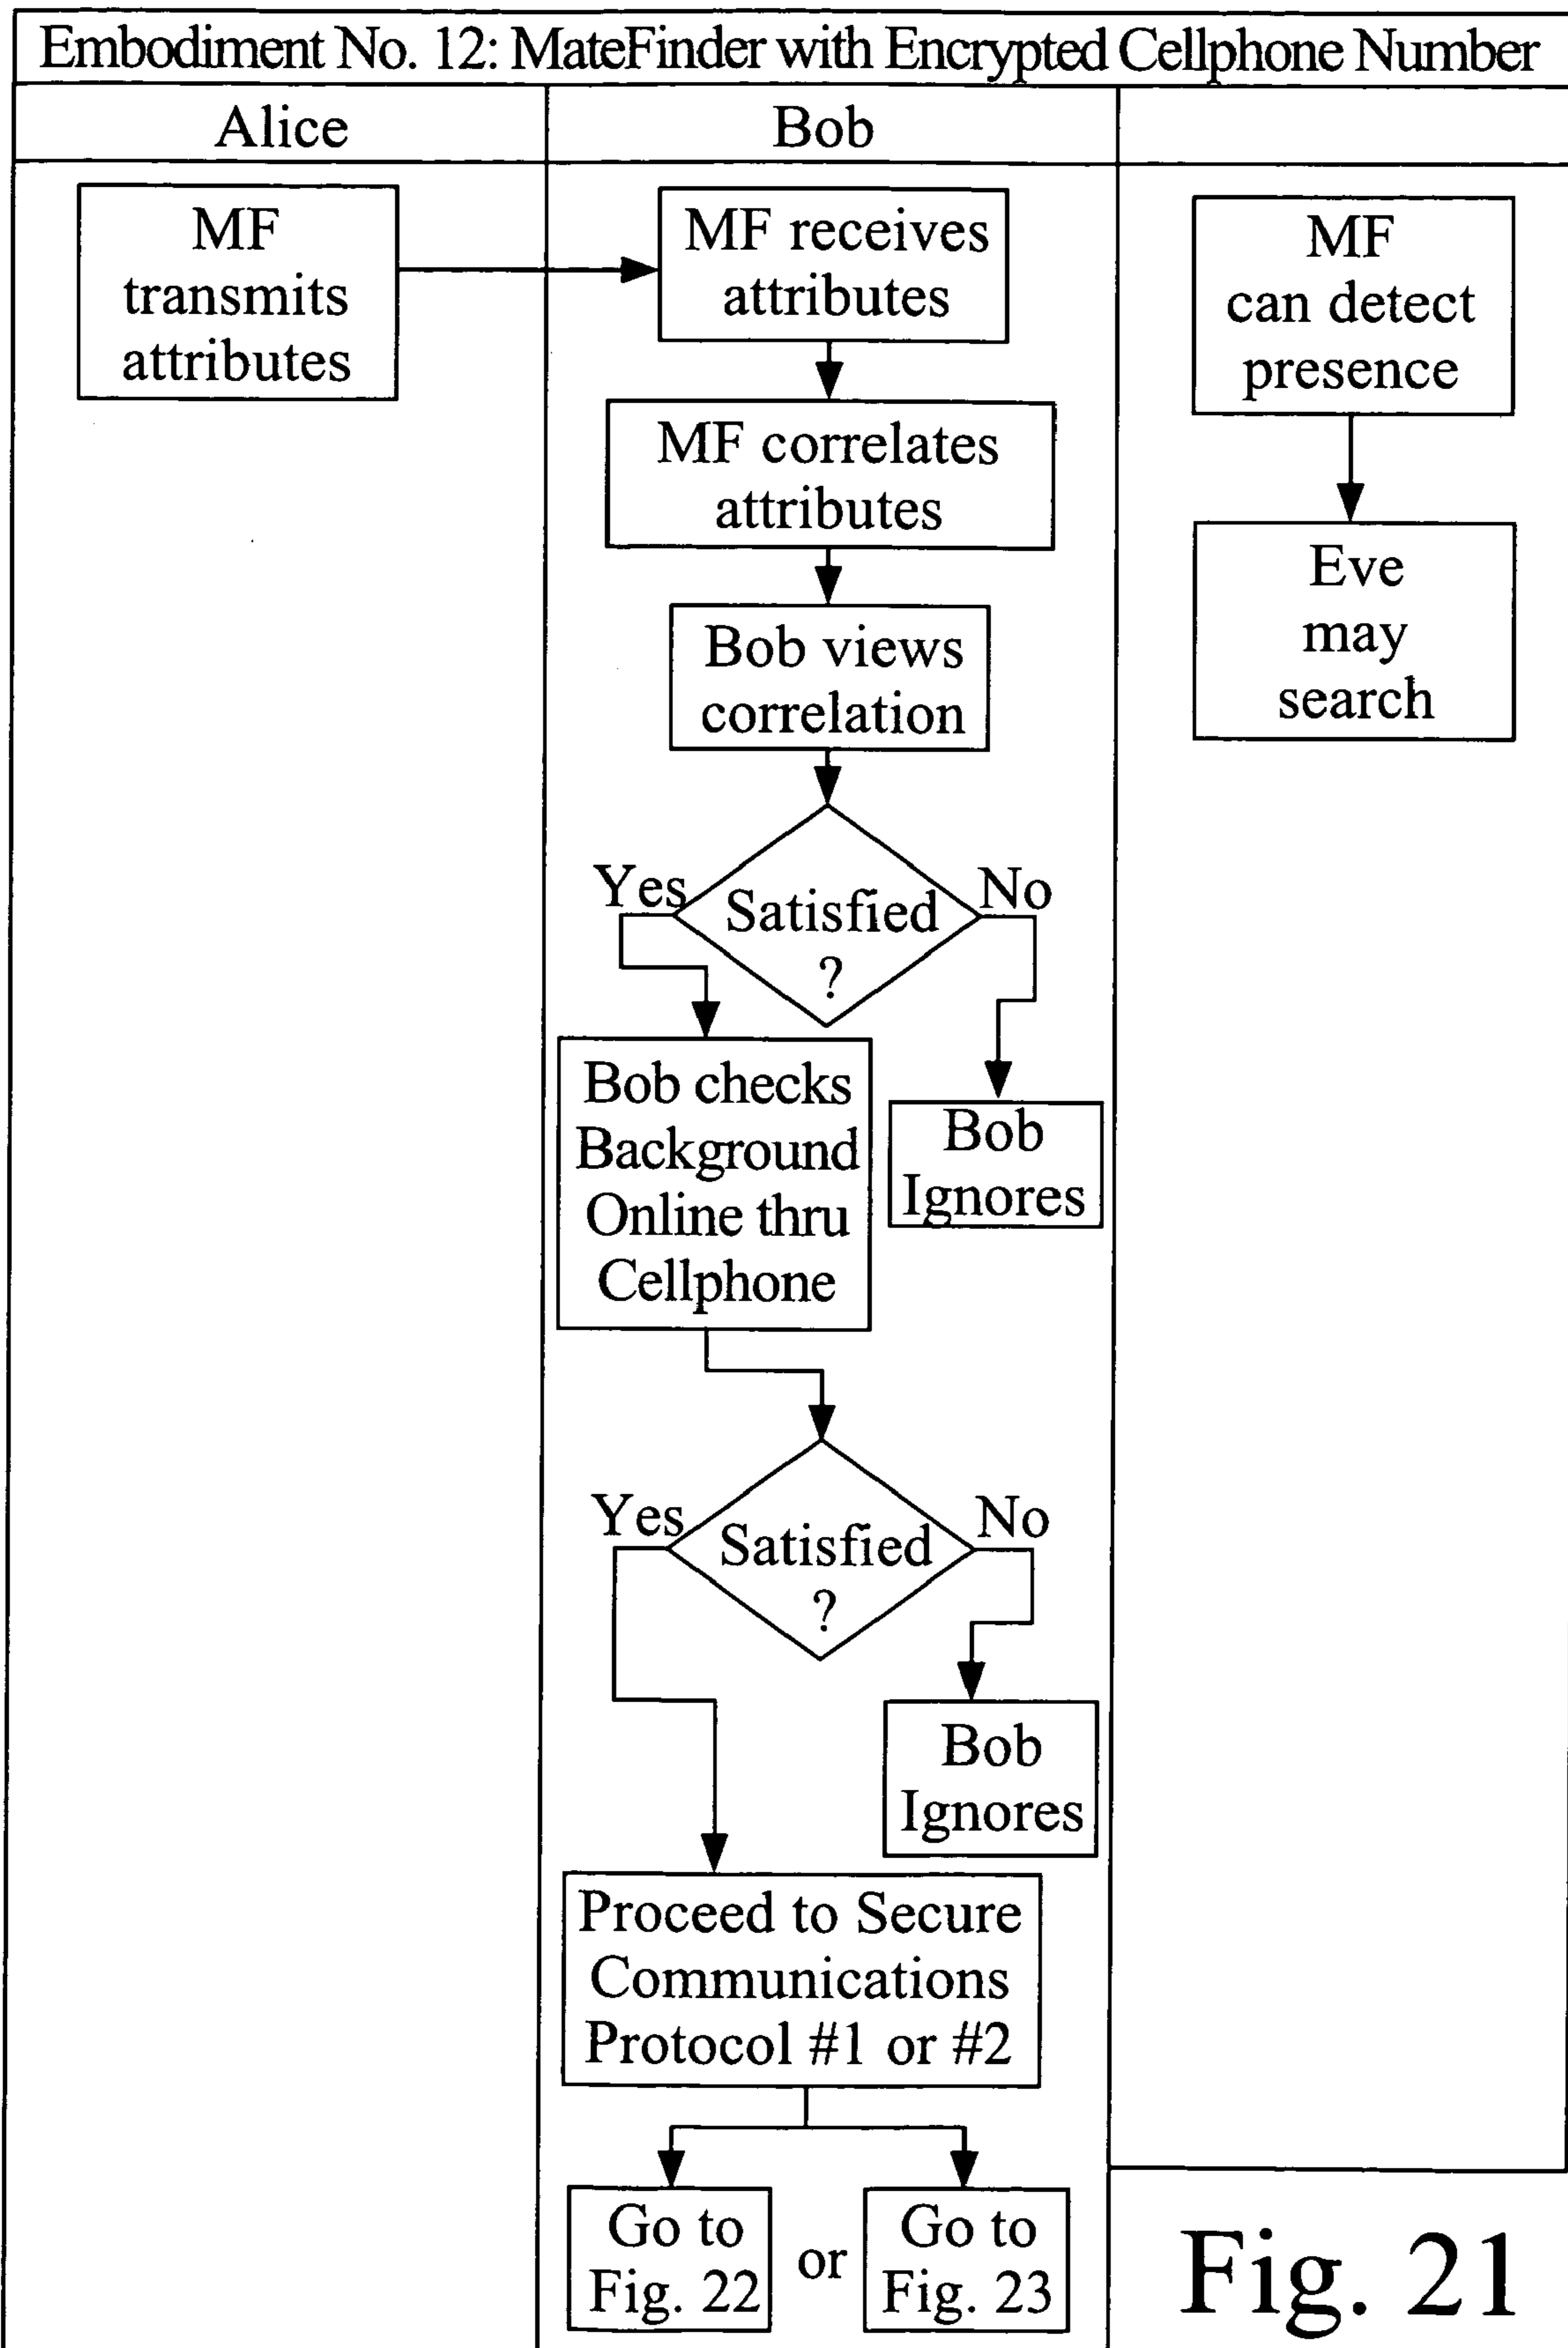 Embodiment No. 12: MateFinder with Encrypted Cellphone Number
Alice
Bob
MF
transmits
attributes
MF receives
attributes
MF correlates
attributes
Bob views
correlation
Yes
No
Satisfied
?
Bob checks
Background
Online thru
Cellphone
Bob
Ignores
Yes
No
Satisfied
?
Bob
Ignores
Proceed to Secure
Communications
Protocol #1 or #2
Go to
Fig. 22
or
Go to
Fig. 23
MF
can detect
presence
Eve
may
search
Fig. 21